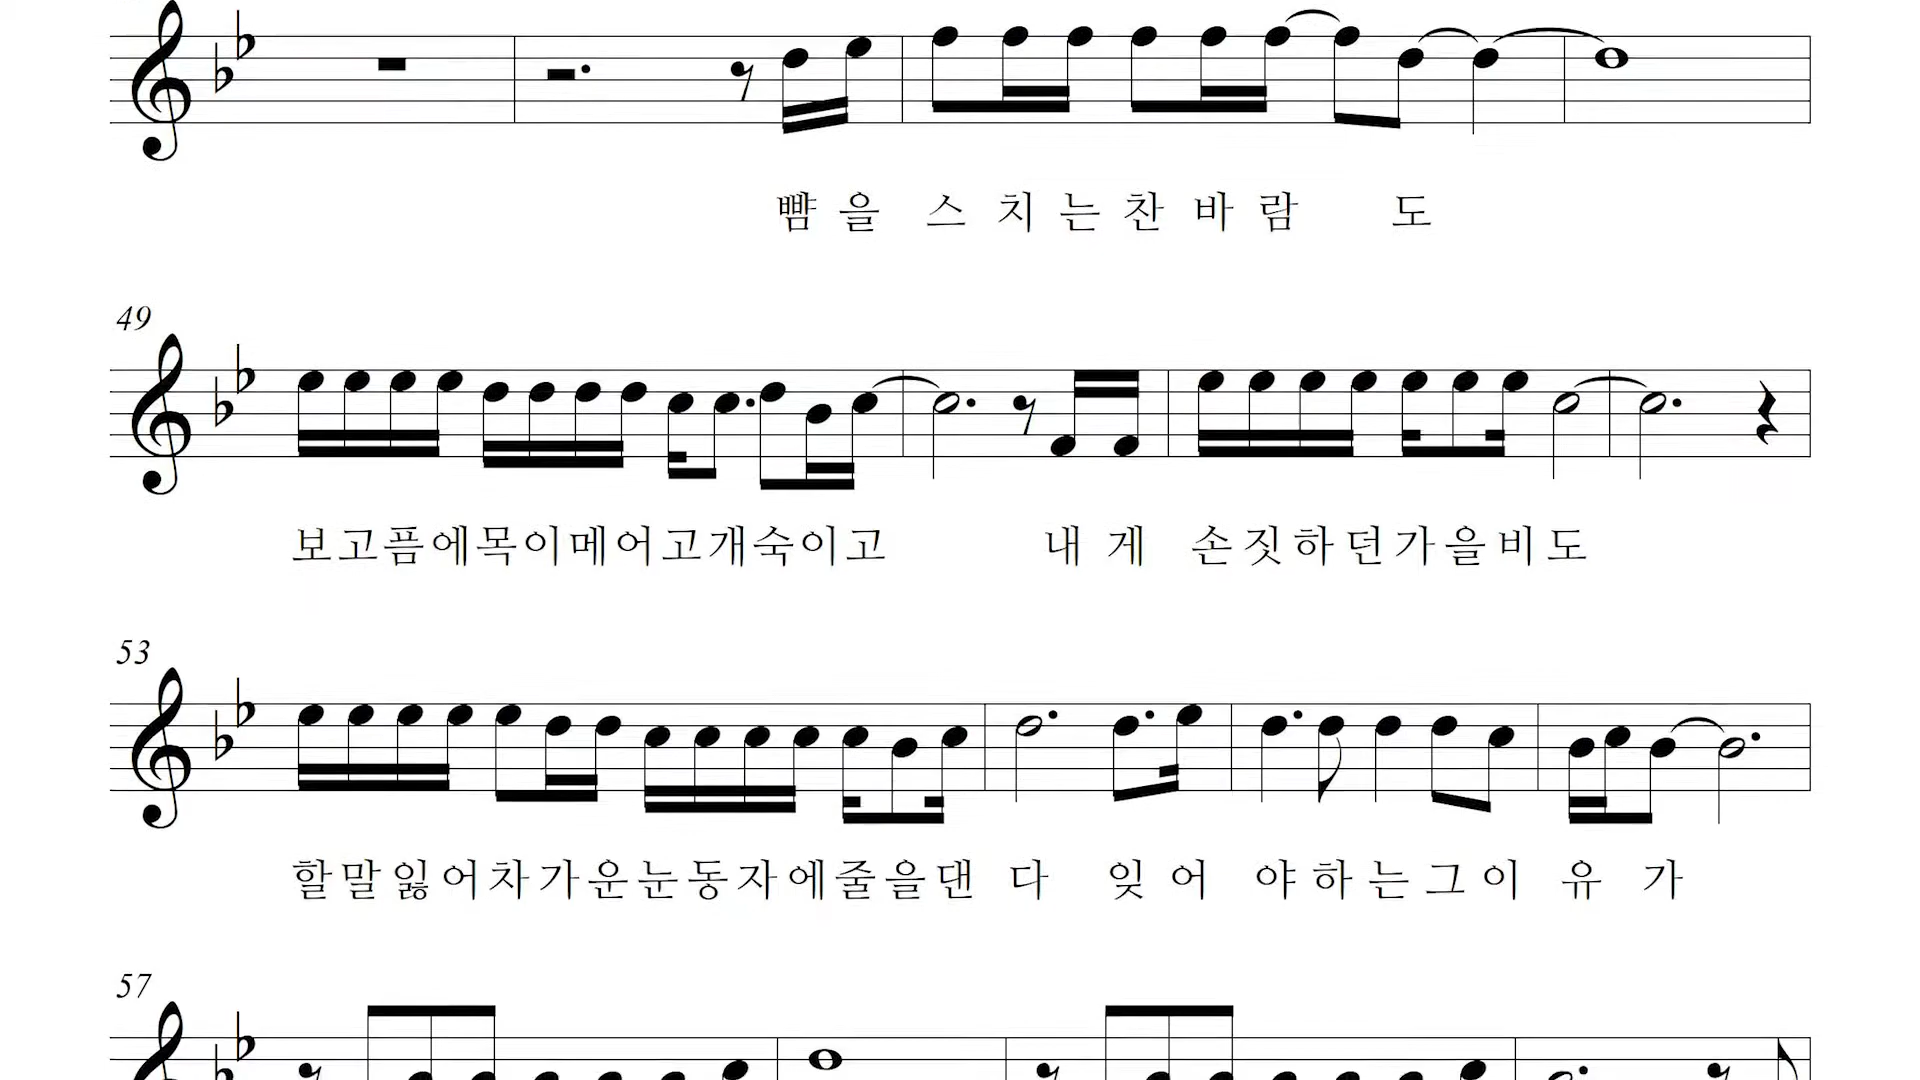 뺨 을 스 치 는 찬 바 람 도
49
보고픔에목이메어고개숙이고 내 게 손짓하던가을비도
53
할말잃어차가운눈동자에줄을댄 다 잊 어 야하는그이 유 가
57